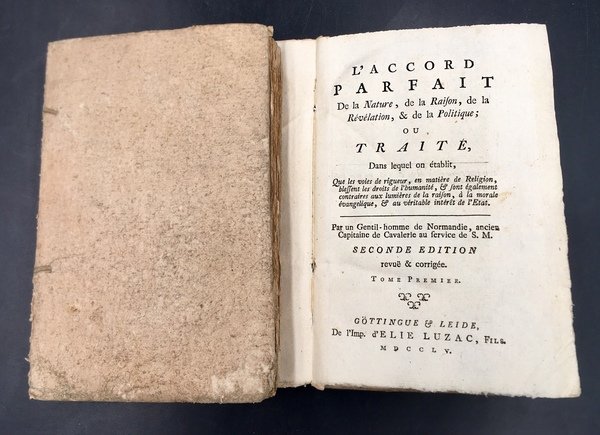 L'ACCORD
PARFAIT
De la Nature, de la Raiſon, de la
Révélation, & de la Politique;
OU
TRAITÉ,
Dans lequel on établit,
Que les voies de rigueur, en matière de Religion,
bleſſent les droits de l'humanité, & ſont également
contraires aux lumières de la raiſon, à la morale
évangelique, & au véritable intérêt de l'Etat.
Par un Gentil-homme de Normandie, ancien
Capitaine de Cavalerie au ſervice de S. M.
SECONDE EDITION
revuë & corrigée.
TOME PREMIER.
GÖTTINGUE & LEIDE,
De l'Imp. d'ELIE LUZAC, FILS.
MDCCLV.